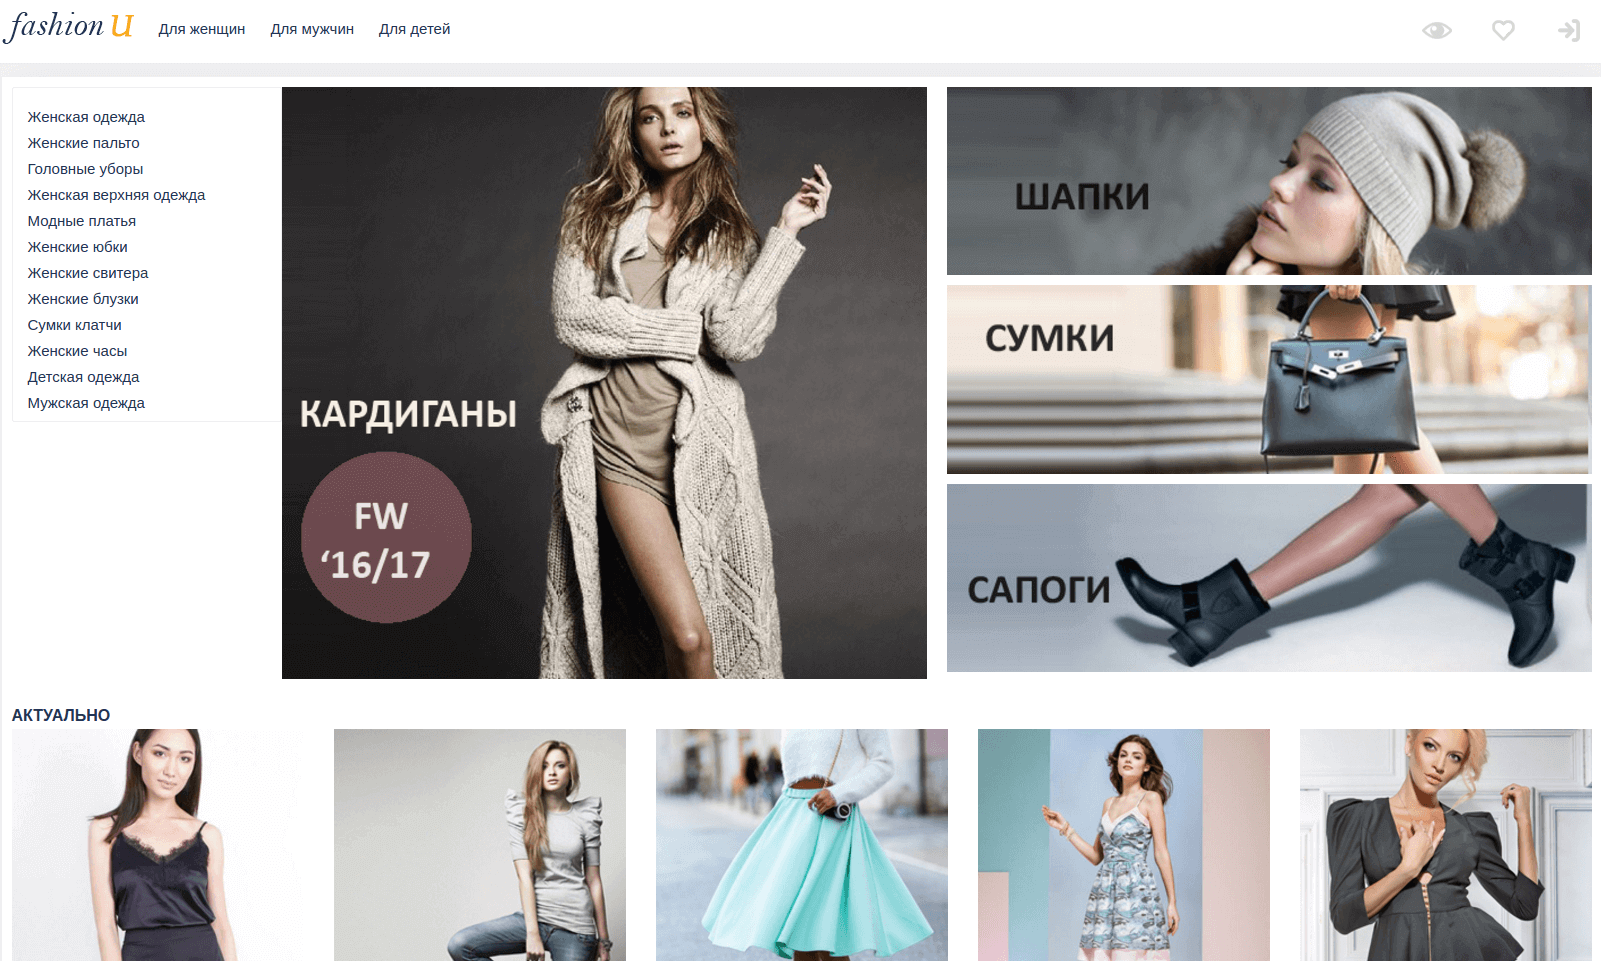 fashion u
Для женщин
Для мужчин
Для детей
Женская одежда
Женские пальто
Головные уборы
Женская верхняя одежда
Модные платья
Женские юбки
Женские свитера
Женские блузки
Сумки клатчи
Женские часы
Детская одежда
Мужская одежда
КАРДИГАНЫ
FW
‘16/17
ШАПКИ
СУМКИ
САПОГИ
АКТУАЛЬНО